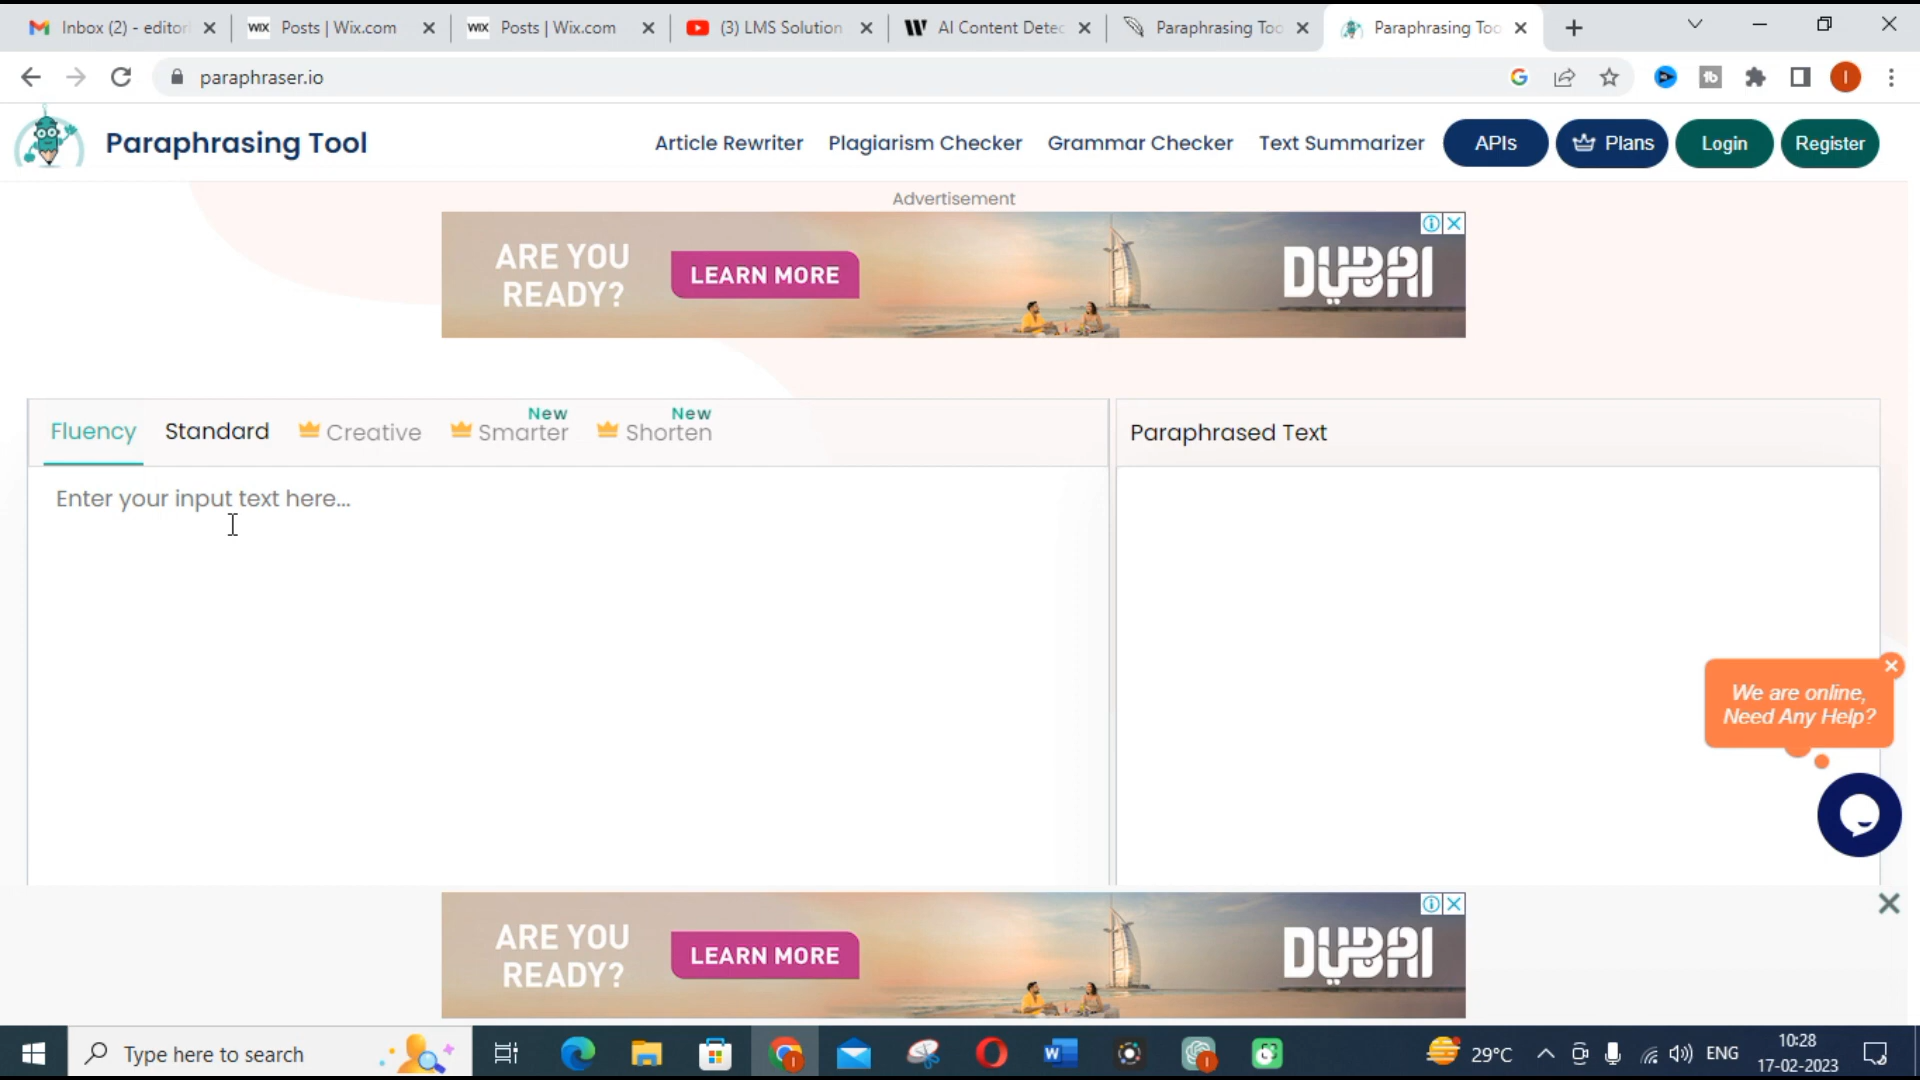 Inbox (2) - editor
WIX Posts | Wix.com
WIX Posts | Wix.com
(3) LMS Solution
W AI Content Detec
Paraphrasing Too
Paraphrasing Too
paraphraser.io
Paraphrasing Tool
Article Rewriter
Plagiarism Checker
Grammar Checker
Text Summarizer
APIs
Plans
Login
Register
Advertisement
ARE YOU
READY?
LEARN MORE
DUBAI
Fluency
Standard
Creative
New
Smarter
New
Shorten
Paraphrased Text
Enter your input text here...
We are online,
Need Any Help?
ARE YOU
READY?
LEARN MORE
DUBAI
Type here to search
29°C
ENG
10:28
17-02-2023